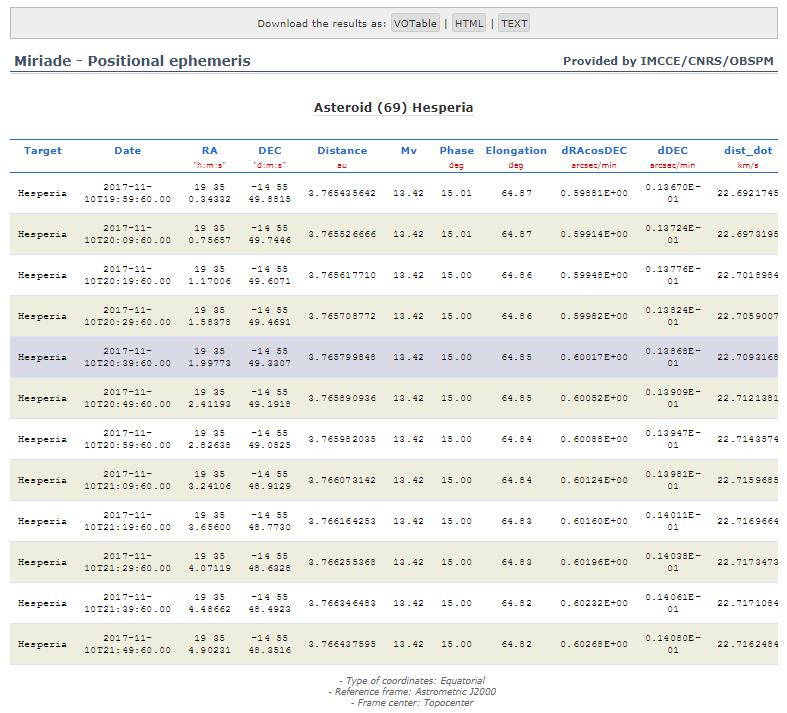 Download the results as: VOTable | HTML | TEXT
Miriade - Positional ephemeris Provided by IMCCE/CNRS/OBSPM
Asteroid (69) Hesperia
Target Date RA DEC Distance Mv Phase Elongation dRAcosDEC dDEC dist_dot
"h:m:s" "d:m:s" au deg deg arcsec/min arcsec/min km/s
Hesperia 2017-11-10T19:59:60.00 19 35 0.34332 -14 55 49.8815 3.765435642 13.42 15.01 64.87 0.59881E+00 0.13670E-01 22.6921745
Hesperia 2017-11-10T20:09:60.00 19 35 0.75657 -14 55 49.7446 3.765526666 13.42 15.01 64.87 0.59914E+00 0.13724E-01 22.6973195
Hesperia 2017-11-10T20:19:60.00 19 35 1.17006 -14 55 49.6071 3.765617710 13.42 15.00 64.86 0.59948E+00 0.13776E-01 22.7018984
Hesperia 2017-11-10T20:29:60.00 19 35 1.58378 -14 55 49.4691 3.765708772 13.42 15.00 64.86 0.59982E+00 0.13824E-01 22.7059007
Hesperia 2017-11-10T20:39:60.00 19 35 1.99773 -14 55 49.3307 3.765799848 13.42 15.00 64.85 0.60017E+00 0.13868E-01 22.7093168
Hesperia 2017-11-10T20:49:60.00 19 35 2.41193 -14 55 49.1918 3.765890936 13.42 15.00 64.85 0.60052E+00 0.13909E-01 22.7121381
Hesperia 2017-11-10T20:59:60.00 19 35 2.82638 -14 55 49.0525 3.765982035 13.42 15.00 64.84 0.60088E+00 0.13947E-01 22.7143574
Hesperia 2017-11-10T21:09:60.00 19 35 3.24106 -14 55 48.9129 3.766073142 13.42 15.00 64.84 0.60124E+00 0.13981E-01 22.7159685
Hesperia 2017-11-10T21:19:60.00 19 35 3.65600 -14 55 48.7730 3.766164253 13.42 15.00 64.83 0.60160E+00 0.14011E-01 22.7169664
Hesperia 2017-11-10T21:29:60.00 19 35 4.07119 -14 55 48.6328 3.766255368 13.42 15.00 64.83 0.60196E+00 0.14038E-01 22.7173473
Hesperia 2017-11-10T21:39:60.00 19 35 4.48662 -14 55 48.4923 3.766346483 13.42 15.00 64.82 0.60232E+00 0.14061E-01 22.7171084
Hesperia 2017-11-10T21:49:60.00 19 35 4.90231 -14 55 48.3516 3.766437595 13.42 15.00 64.82 0.60268E+00 0.14080E-01 22.7162484
- Type of coordinates: Equatorial
- Reference frame: Astrometric J2000
- Frame center: Topocenter